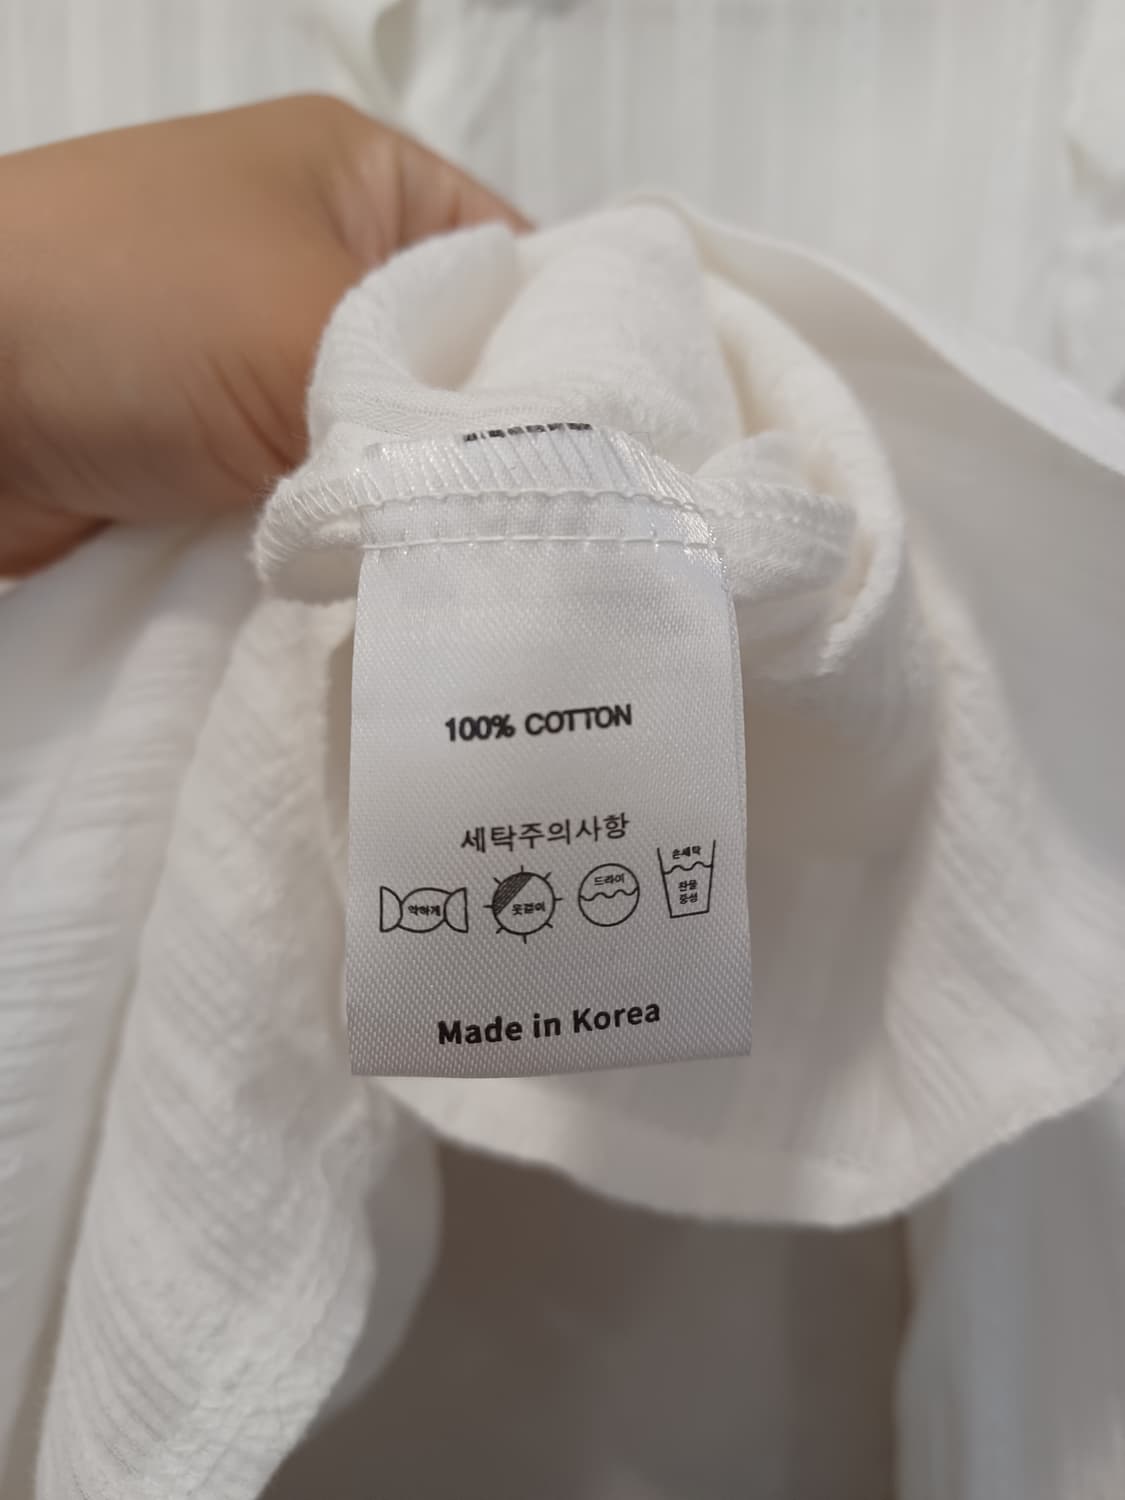 100% COTTON
세탁주의사항
약하게
옷걸이
드라이
손세탁
찬물
중성
Made in Korea